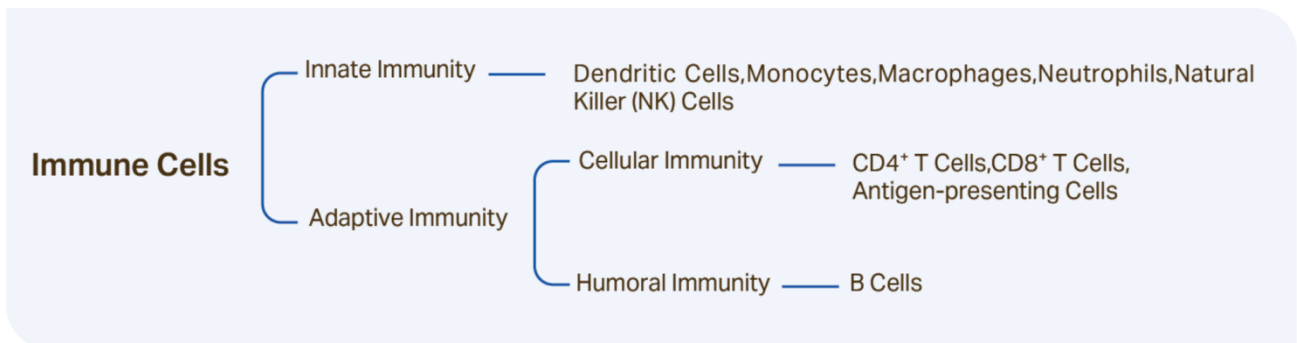 Innate Immunity
Dendritic Cells,Monocytes,Macrophages,Neutrophils,Natural
Killer (NK) Cells
Immune Cells
Cellular Immunity
CD4⁺ T Cells,CD8⁺ T Cells,
Antigen-presenting Cells
Adaptive Immunity
Humoral Immunity
B Cells